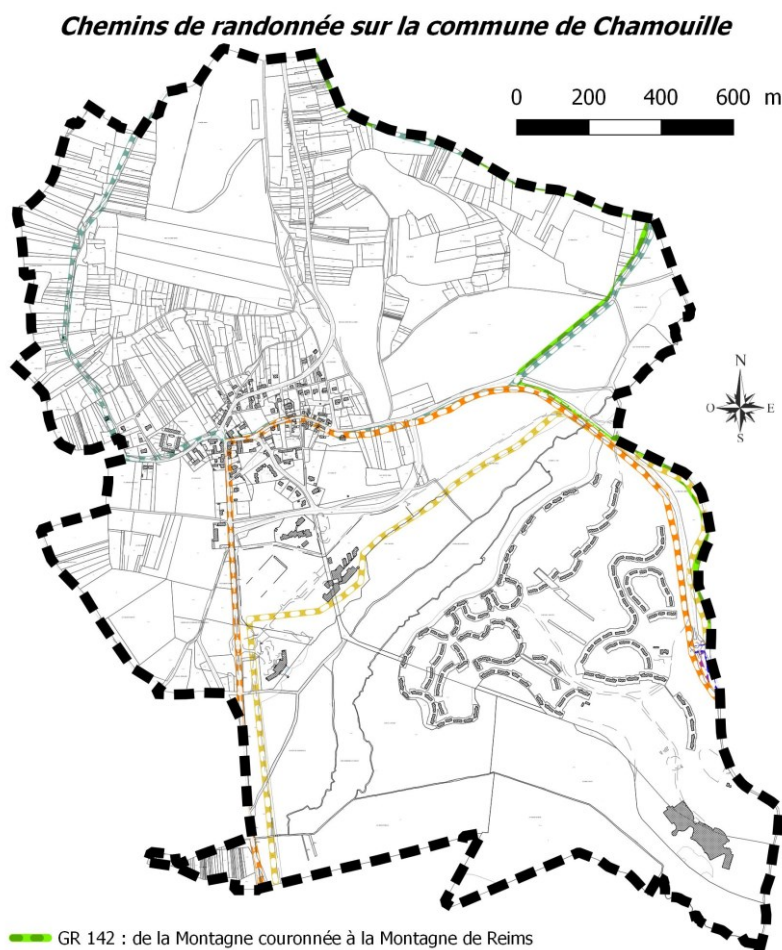 Chemins de randonnée sur la commune de Chamouille
0 200 400 600 m
N
O E
S
GR 142 : de la Montagne couronnée à la Montagne de Reims